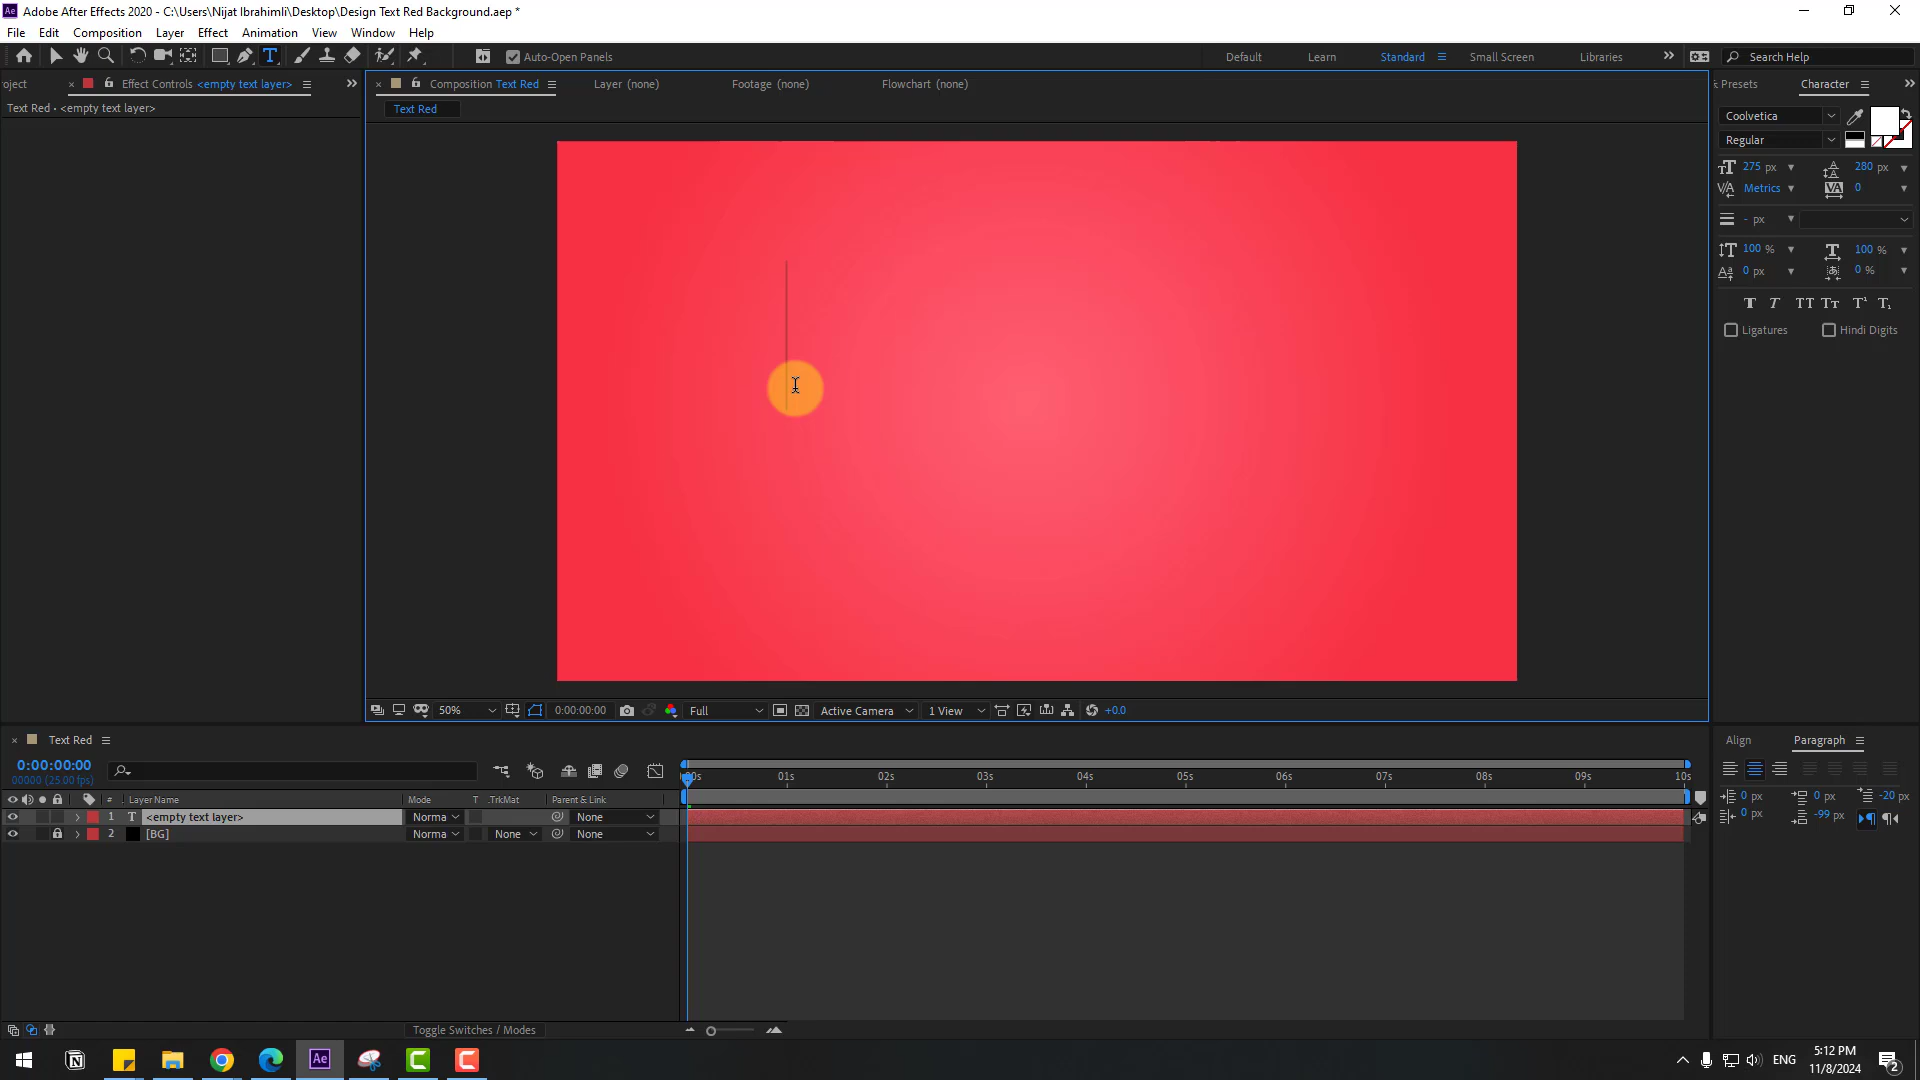 Adobe After Effects 2020 - C:\Users\Nijat Ibrahimli\Desktop\Design Text Red Background.aep *
File Edit Composition Layer Effect Animation View Window Help
Auto-Open Panels Default Learn Standard Small Screen Libraries Search Help
oject Effect Controls <empty text layer> Composition Text Red Layer (none) Footage (none) Flowchart (none) Presets Character
Text Red • <empty text layer> Text Red
Coolvetica
Regular
275 px 280 px
Metrics 0
- px
100 % 100 %
0 px 0 %
Ligatures Hindi Digits
50% 0:00:00:00 Full Active Camera 1 View +0.0
Text Red Align Paragraph
0:00:00:00
00000 (25.00 fps)
:00s 01s 02s 03s 04s 05s 06s 07s 08s 09s 10s
# Layer Name Mode T .TrkMat Parent & Link
1 T <empty text layer> Norma None
2 [BG] Norma None None
0 px 0 px -20 px
0 px -99 px
Toggle Switches / Modes
Ae ENG 5:12 PM
11/8/2024 2